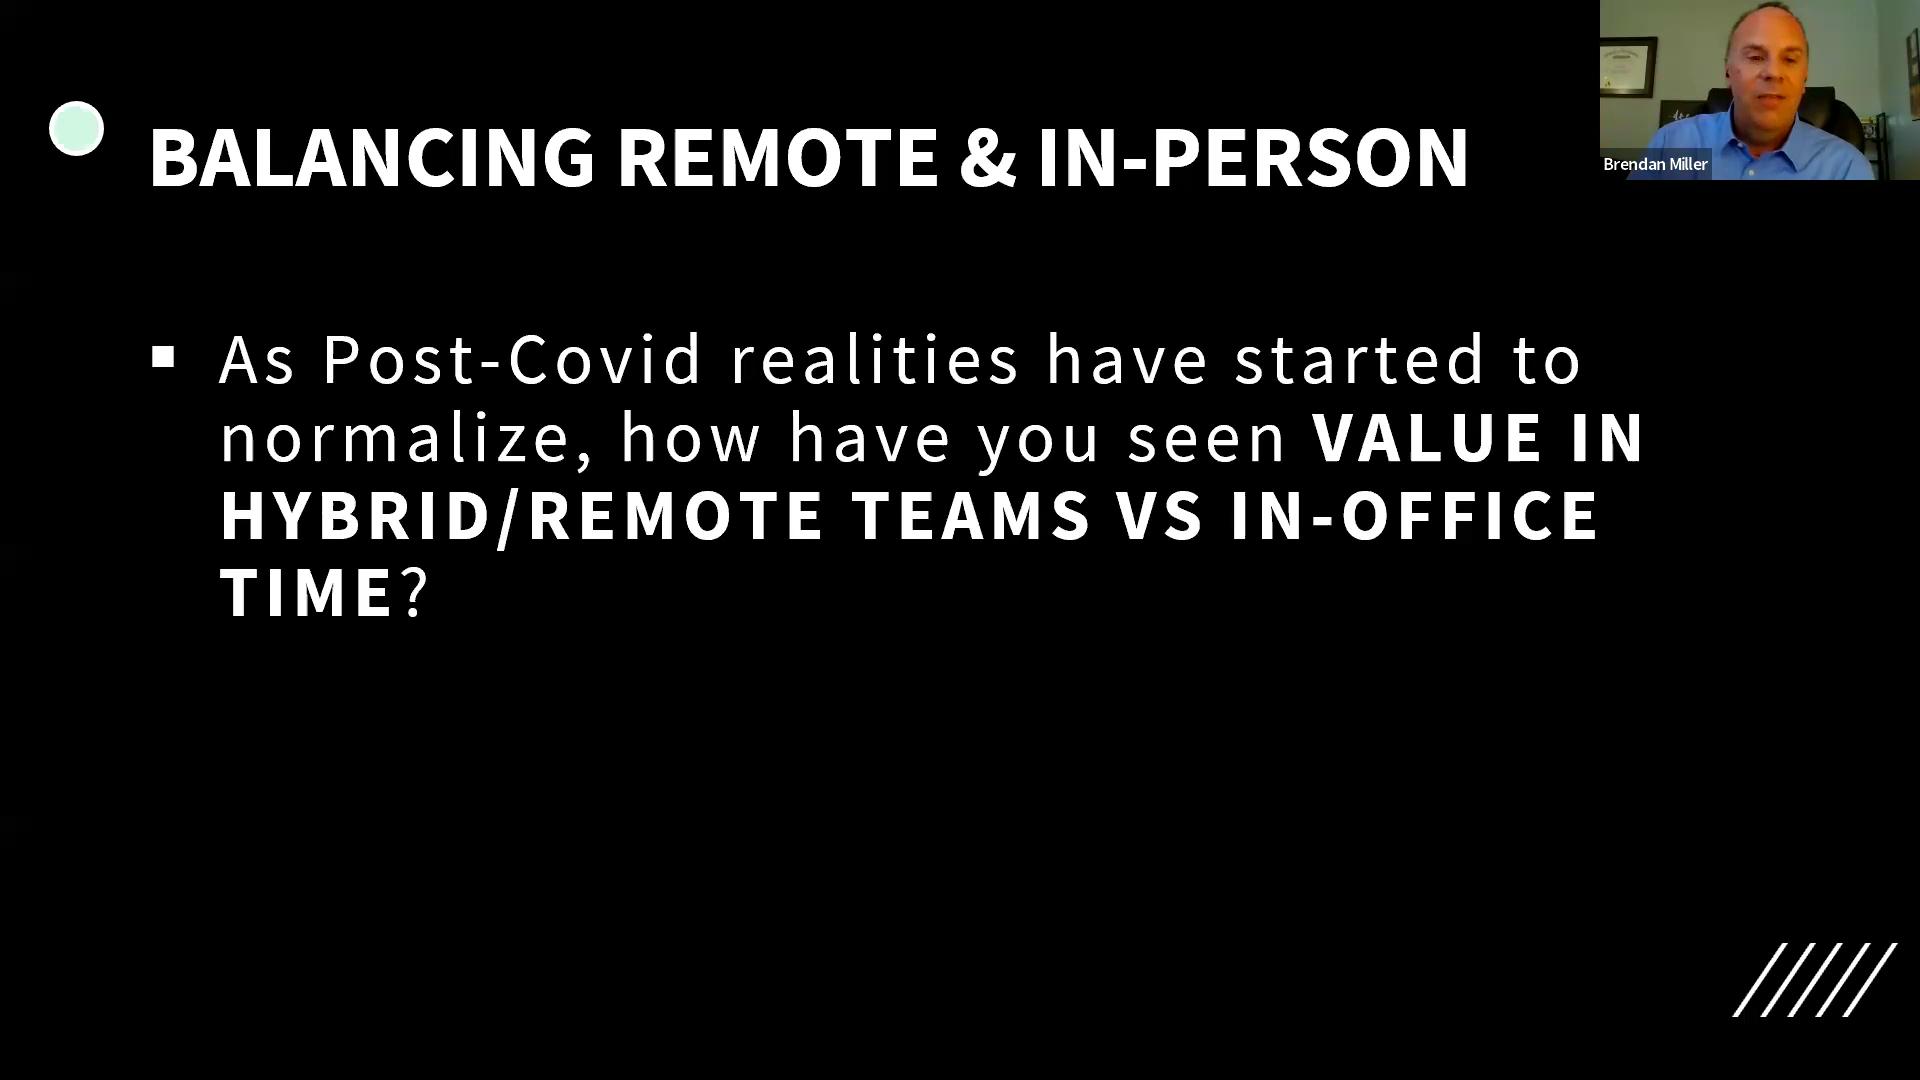 BALANCING REMOTE & IN-PERSON
Brendan Miller
▪ As Post-Covid realities have started to
normalize, how have you seen VALUE IN
HYBRID/REMOTE TEAMS VS IN-OFFICE
TIME?